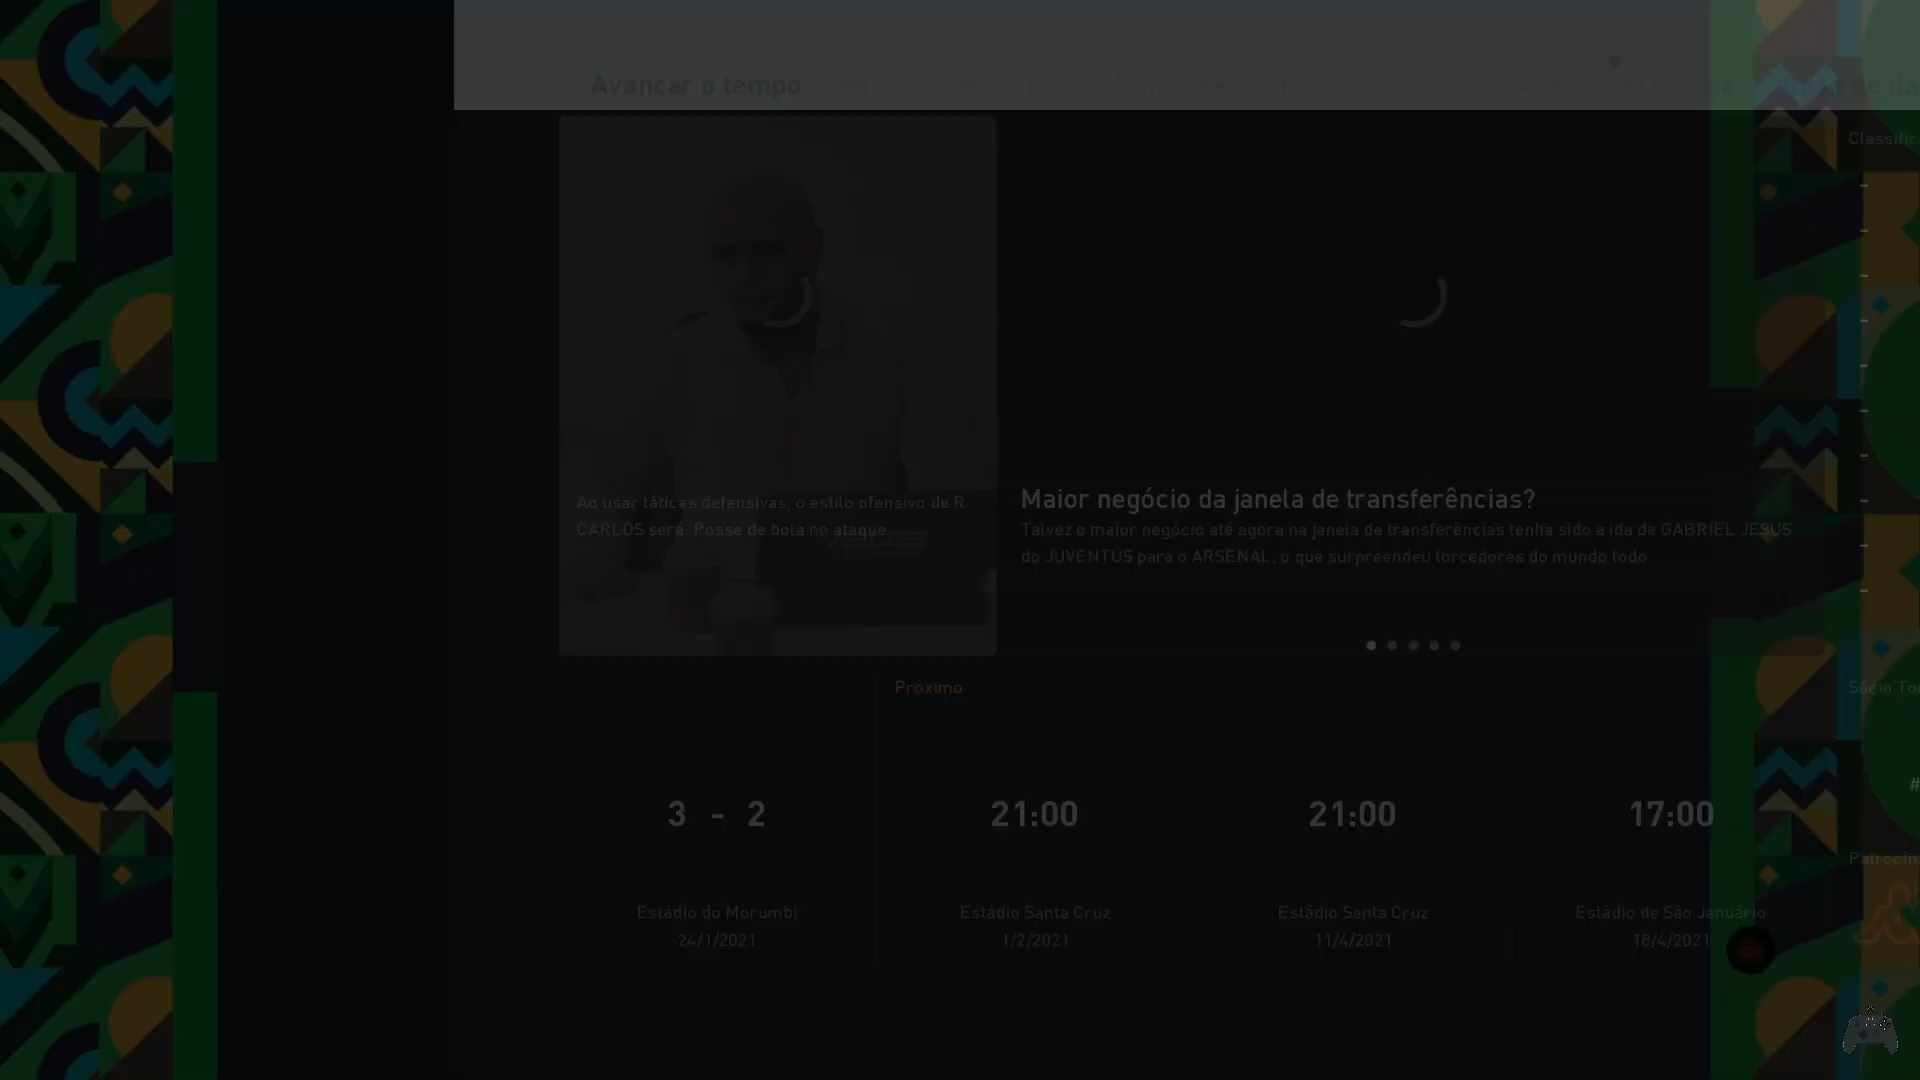 Avançar o tempo
Classific
Ao usar táticas defensivas, o estilo ofensivo de R
CARLOS será: Posse de bola no ataque
Maior negócio da janela de transferências?
Talvez o maior negócio até agora na janela de transferências tenha sido a ida de GABRIEL JESUS
do JUVENTUS para o ARSENAL, o que surpreendeu torcedores do mundo todo.
Próximo
Sócio Tor
3 - 2
21:00
21:00
17:00
#
Patrocin
Estádio do Morumbi
24/1/2021
Estádio Santa Cruz
1/2/2021
Estádio Santa Cruz
11/4/2021
Estádio de São Januário
18/4/2021